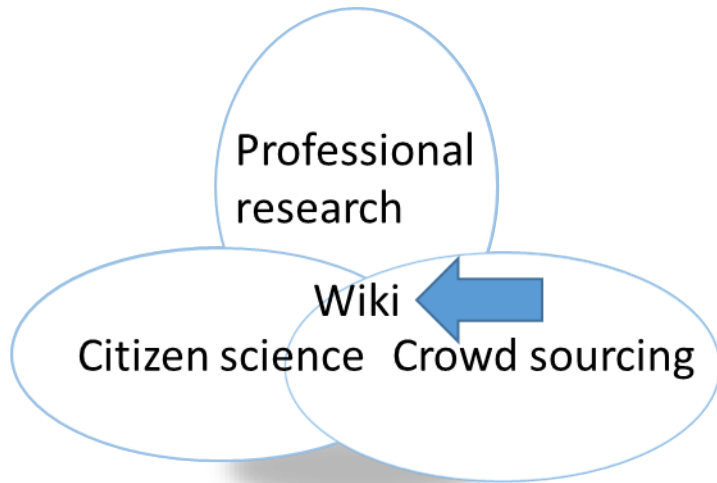 Professional
research
Wiki
Citizen science
Crowd sourcing